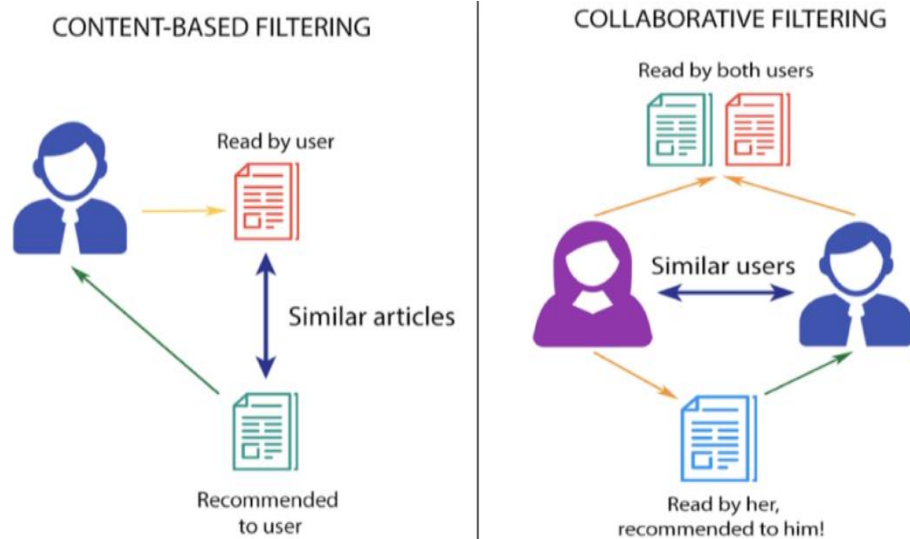 CONTENT-BASED FILTERING
Read by user
Similar articles
Recommended
to user
COLLABORATIVE FILTERING
Read by both users
Similar users
Read by her,
recommended to him!